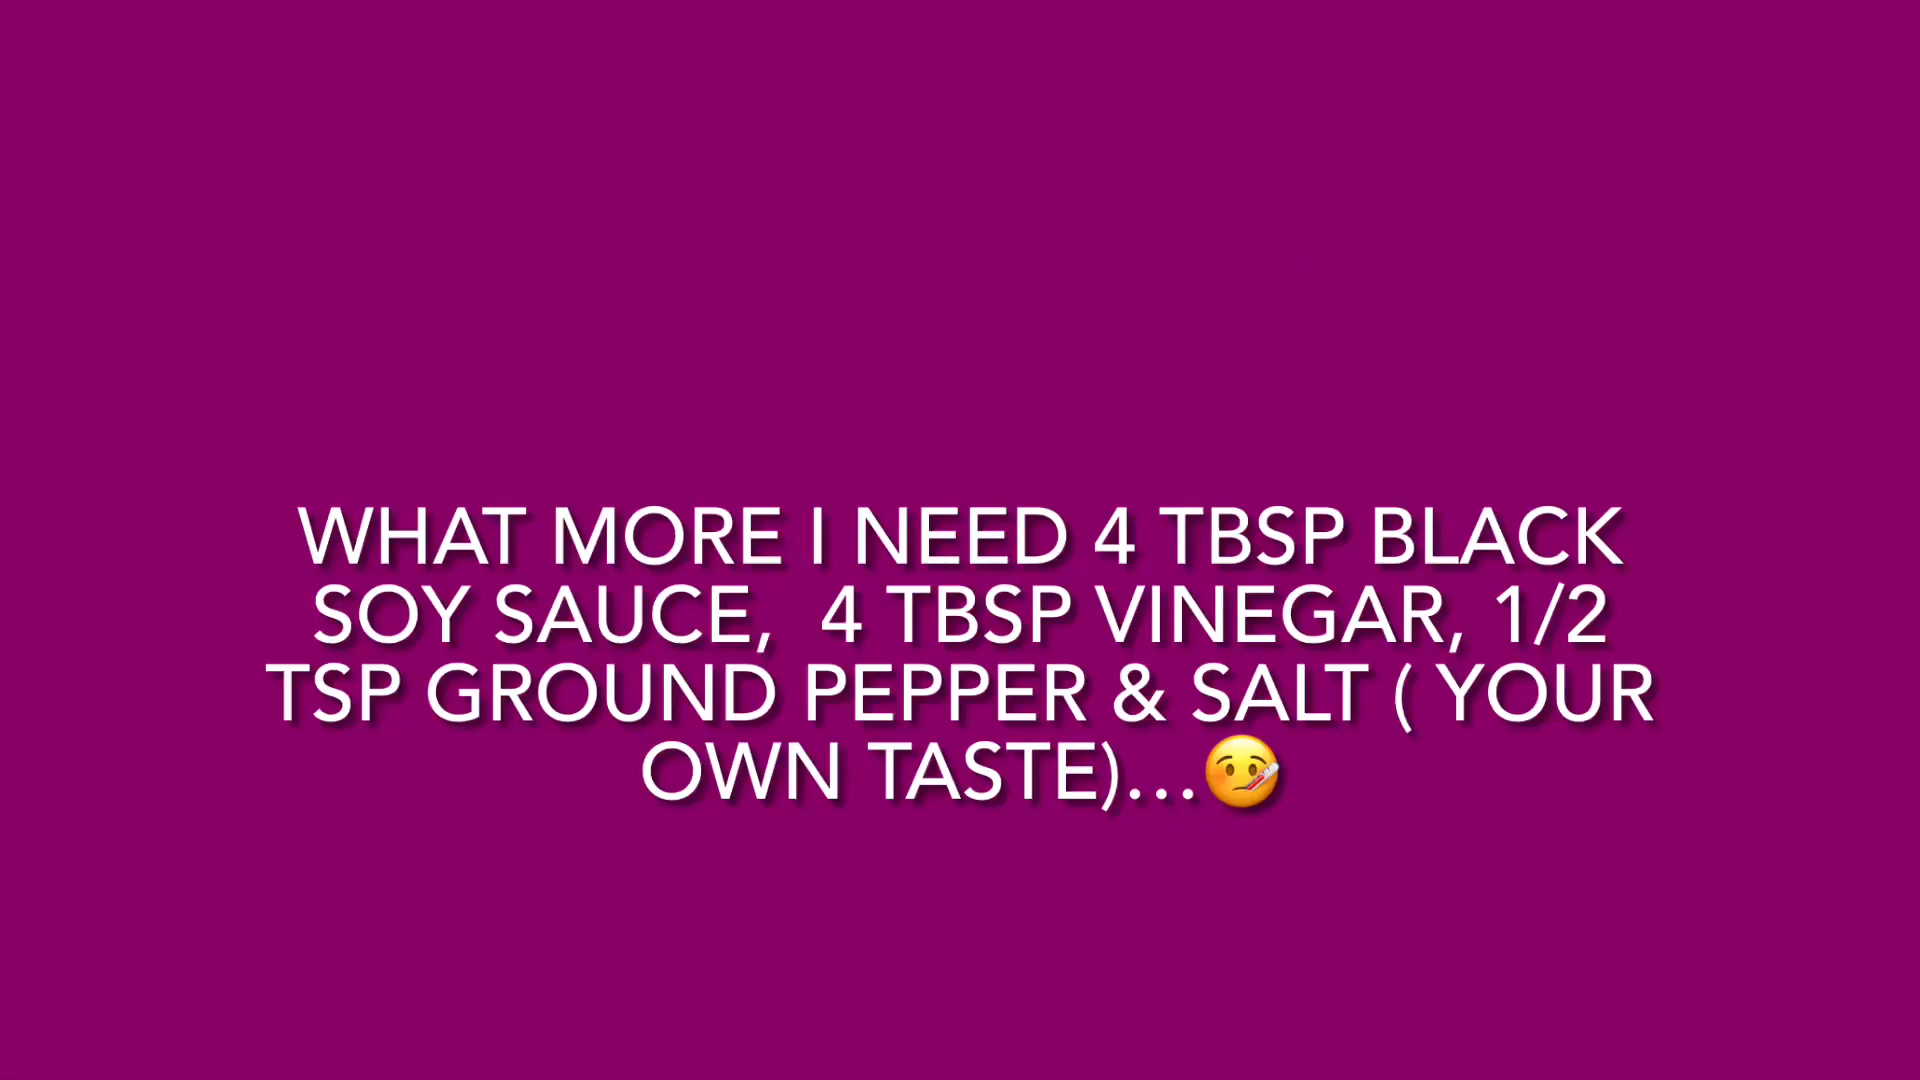 WHAT MORE I NEED 4 TBSP BLACK
SOY SAUCE,  4 TBSP VINEGAR, 1/2
TSP GROUND PEPPER & SALT ( YOUR
OWN TASTE)...🤒